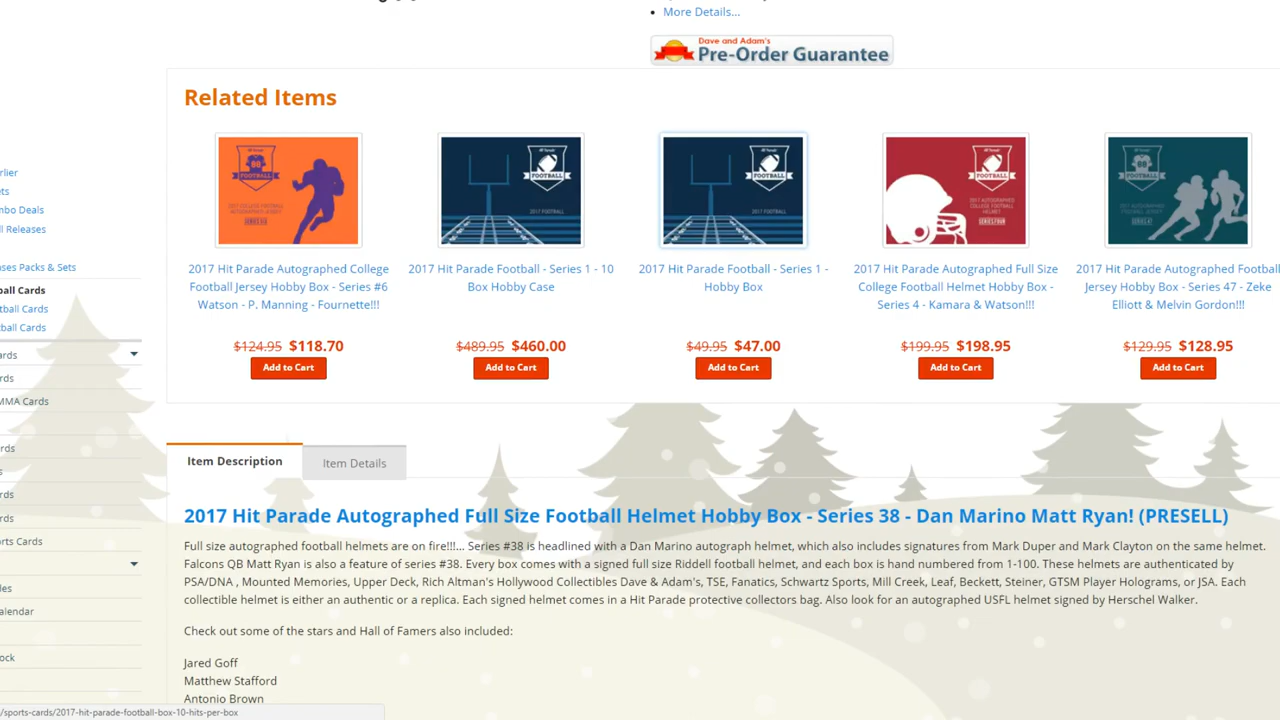 More Details...
Dave and Adam's
Pre-Order Guarantee
Related Items
2017 Hit Parade Autographed College
Football Jersey Hobby Box - Series #6
Watson - P. Manning - Fournette!!!
$124.95 $118.70
Add to Cart
2017 Hit Parade Football - Series 1 - 10
Box Hobby Case
$489.95 $460.00
Add to Cart
2017 Hit Parade Football - Series 1 -
Hobby Box
$49.95 $47.00
Add to Cart
2017 Hit Parade Autographed Full Size
College Football Helmet Hobby Box -
Series 4 - Kamara & Watson!!!
$199.95 $198.95
Add to Cart
2017 Hit Parade Autographed Football
Jersey Hobby Box - Series 47 - Zeke
Elliott & Melvin Gordon!!!
$129.95 $128.95
Add to Cart
rlier
ets
mbo Deals
ll Releases
ases Packs & Sets
ball Cards
tball Cards
tball Cards
ards
rds
MMA Cards
rds
s
rds
rds
orts Cards
les
alendar
ock
Item Description
Item Details
2017 Hit Parade Autographed Full Size Football Helmet Hobby Box - Series 38 - Dan Marino Matt Ryan! (PRESELL)
Full size autographed football helmets are on fire!!!... Series #38 is headlined with a Dan Marino autograph helmet, which also includes signatures from Mark Duper and Mark Clayton on the same helmet.
Falcons QB Matt Ryan is also a feature of series #38. Every box comes with a signed full size Riddell football helmet, and each box is hand numbered from 1-100. These helmets are authenticated by
PSA/DNA , Mounted Memories, Upper Deck, Rich Altman's Hollywood Collectibles Dave & Adam's, TSE, Fanatics, Schwartz Sports, Mill Creek, Leaf, Beckett, Steiner, GTSM Player Holograms, or JSA. Each
collectible helmet is either an authentic or a replica. Each signed helmet comes in a Hit Parade protective collectors bag. Also look for an autographed USFL helmet signed by Herschel Walker.
Check out some of the stars and Hall of Famers also included:
Jared Goff
Matthew Stafford
Antonio Brown
/sports-cards/2017-hit-parade-football-box-10-hits-per-box